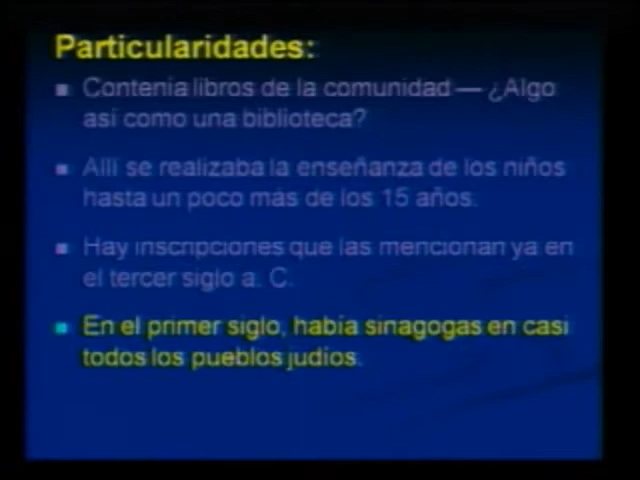 Particularidades:
Contenía libros de la comunidad — ¿Algo
así como una biblioteca?
Allí se realizaba la enseñanza de los niños
hasta un poco más de los 15 años.
Hay inscripciones que las mencionan ya en
el tercer siglo a. C.
En el primer siglo, había sinagogas en casi
todos los pueblos judíos.